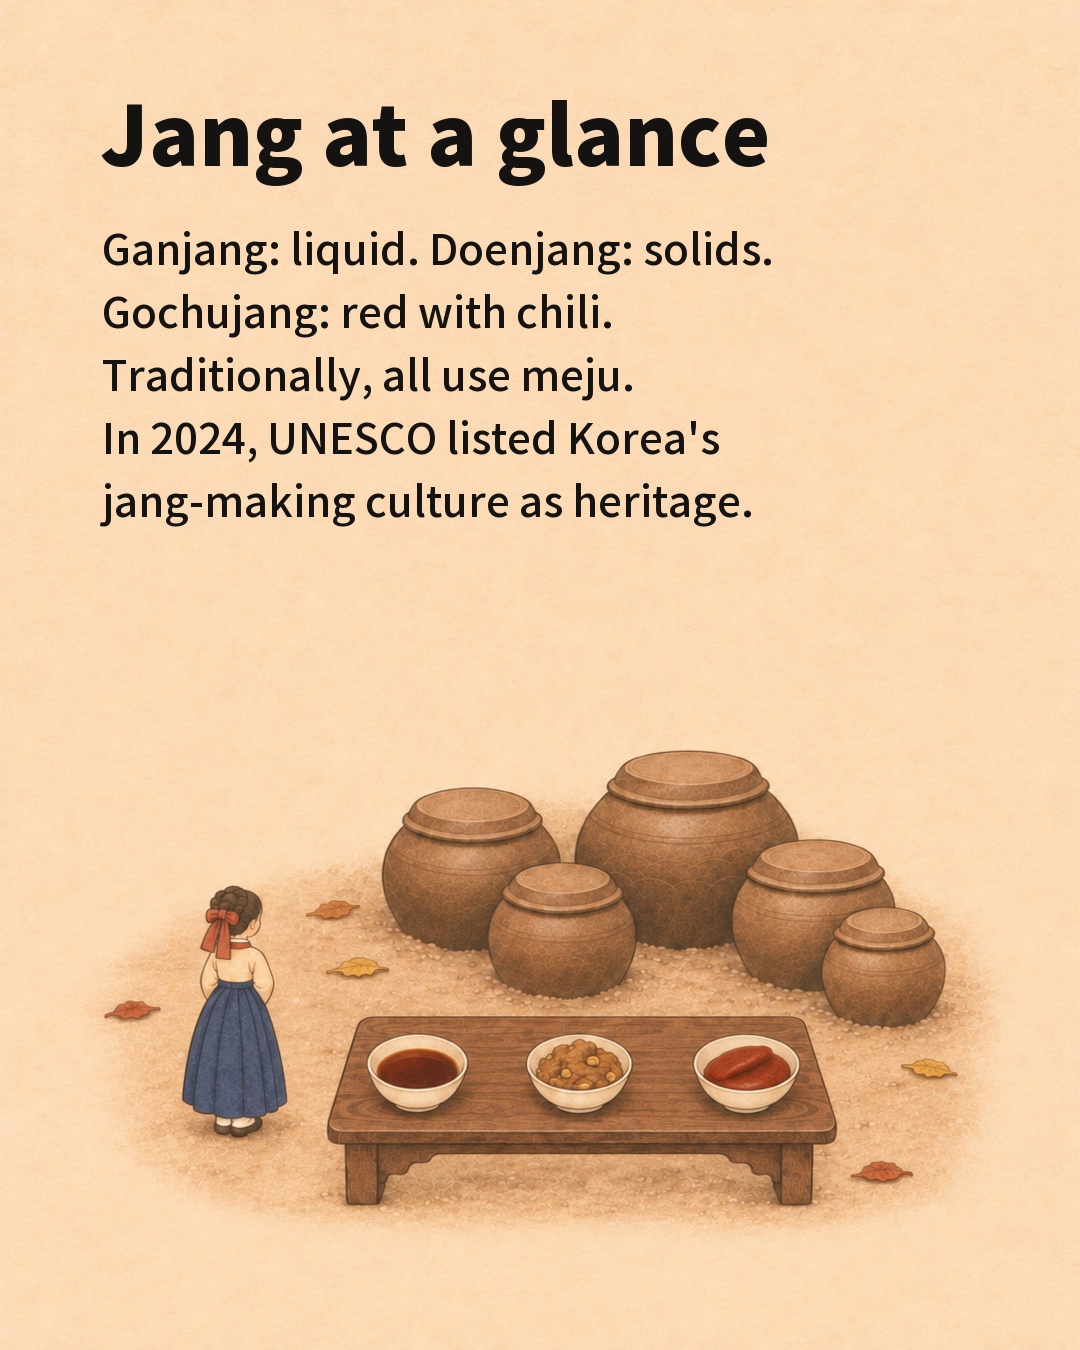 Jang at a glance
Ganjang: liquid. Doenjang: solids.
Gochujang: red with chili.
Traditionally, all use meju.
In 2024, UNESCO listed Korea's
jang-making culture as heritage.